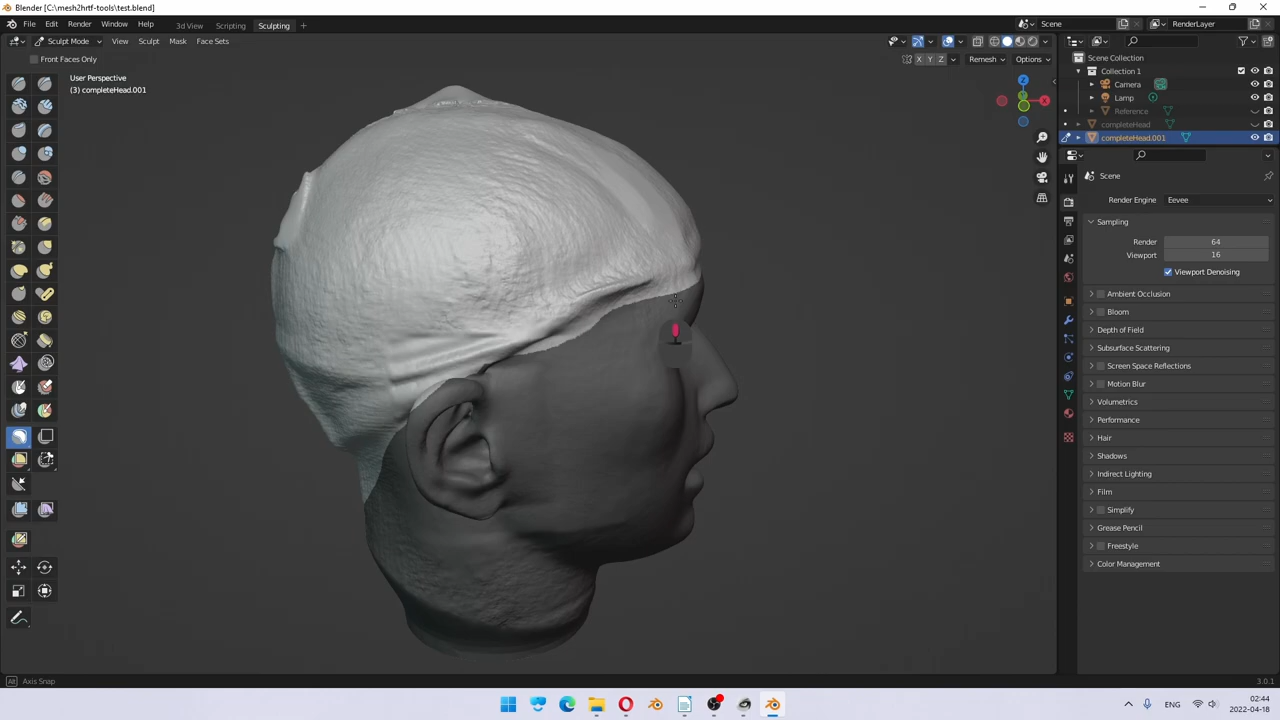 Blender [C:\mesh2hrtf-tools\test.blend]
File Edit Render Window Help 3D View Scripting Sculpting Scene RenderLayer
Sculpt Mode View Sculpt Mask Face Sets
Front Faces Only X Y Z Remesh Options
User Perspective
(3) completeHead.001
Scene Collection
Collection 1
Camera
Lamp
Reference
completeHead
completeHead.001
Scene
Render Engine Eevee
Sampling
Render 64
Viewport 16
Viewport Denoising
Ambient Occlusion
Bloom
Depth of Field
Subsurface Scattering
Screen Space Reflections
Motion Blur
Volumetrics
Performance
Hair
Shadows
Indirect Lighting
Film
Simplify
Grease Pencil
Freestyle
Color Management
Z
X
Alt Axis Snap 3.0.1
ENG 02:44
2022-04-18